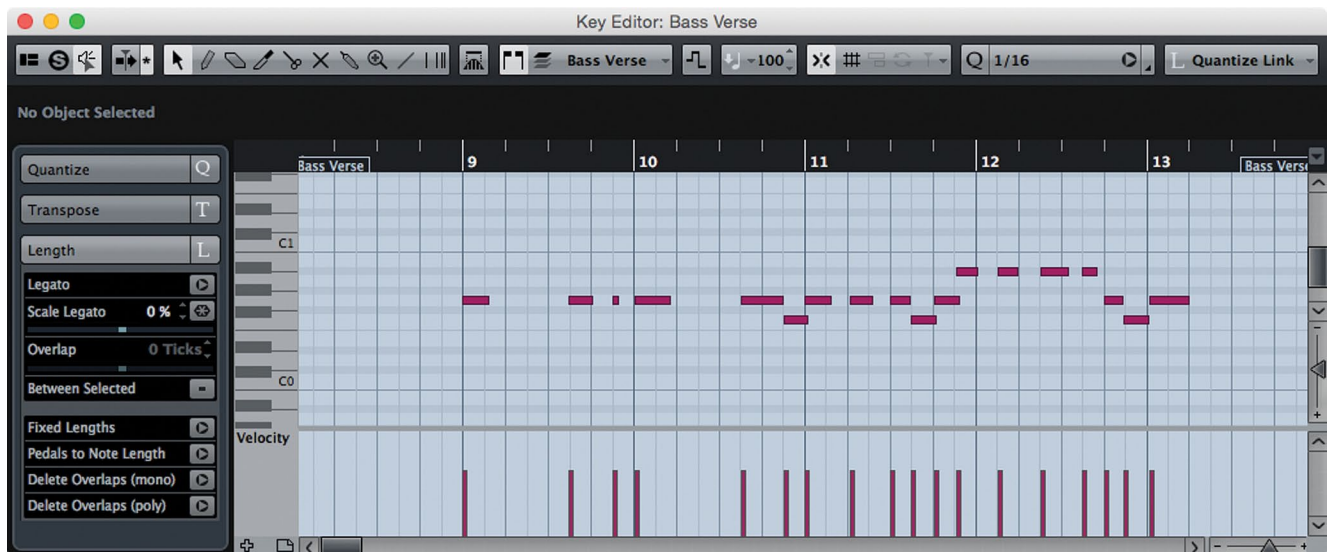 Key Editor: Bass Verse
Bass Verse
100
Q 1/16
L Quantize Link
No Object Selected
Quantize Q
Transpose T
Length L
Legato
Scale Legato 0 %
Overlap 0 Ticks
Between Selected
Fixed Lengths
Pedals to Note Length
Delete Overlaps (mono)
Delete Overlaps (poly)
9 10 11 12 13
Bass Verse Bass Verse
C1
C0
Velocity